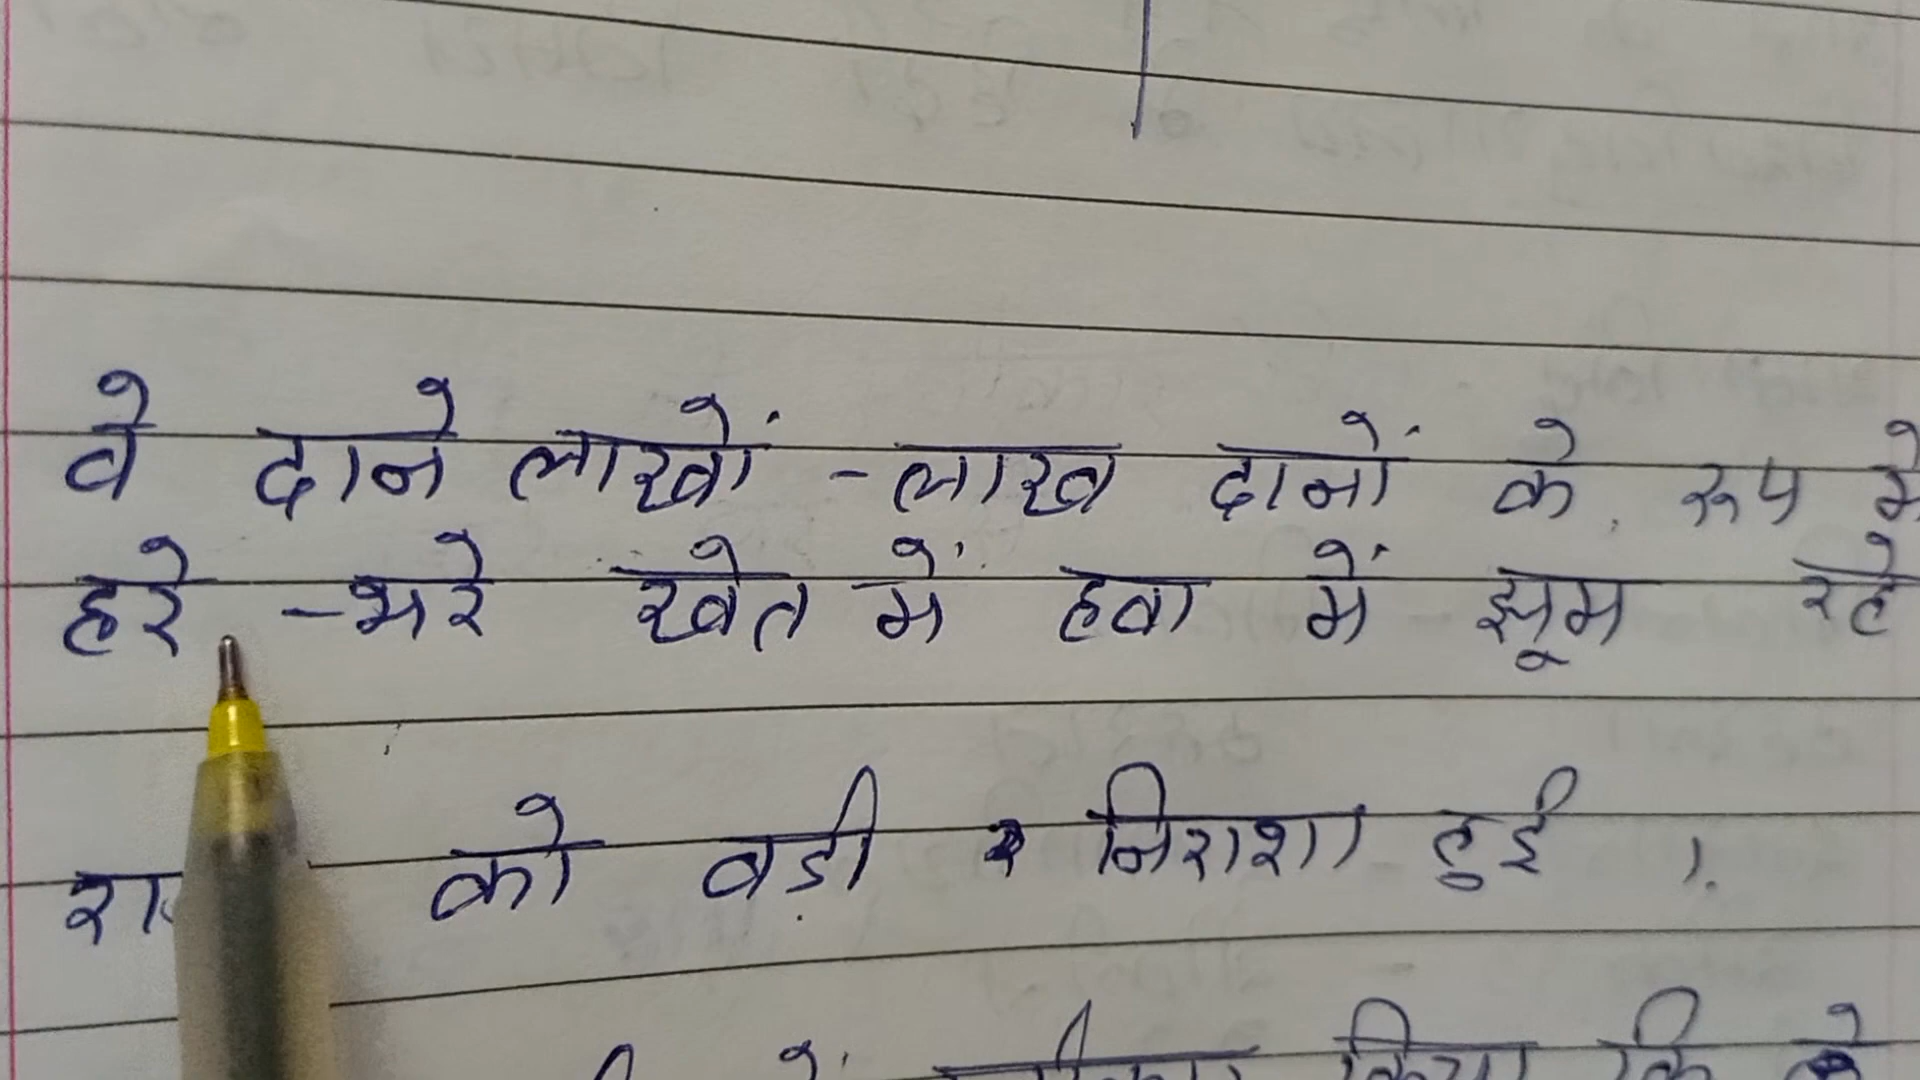 वे दाने लाखों - लाख दानों के रूप मे
हरे - भरे खेत में हवा में झूम रहे
को बडी़ निराशा हुई ।
किया कि